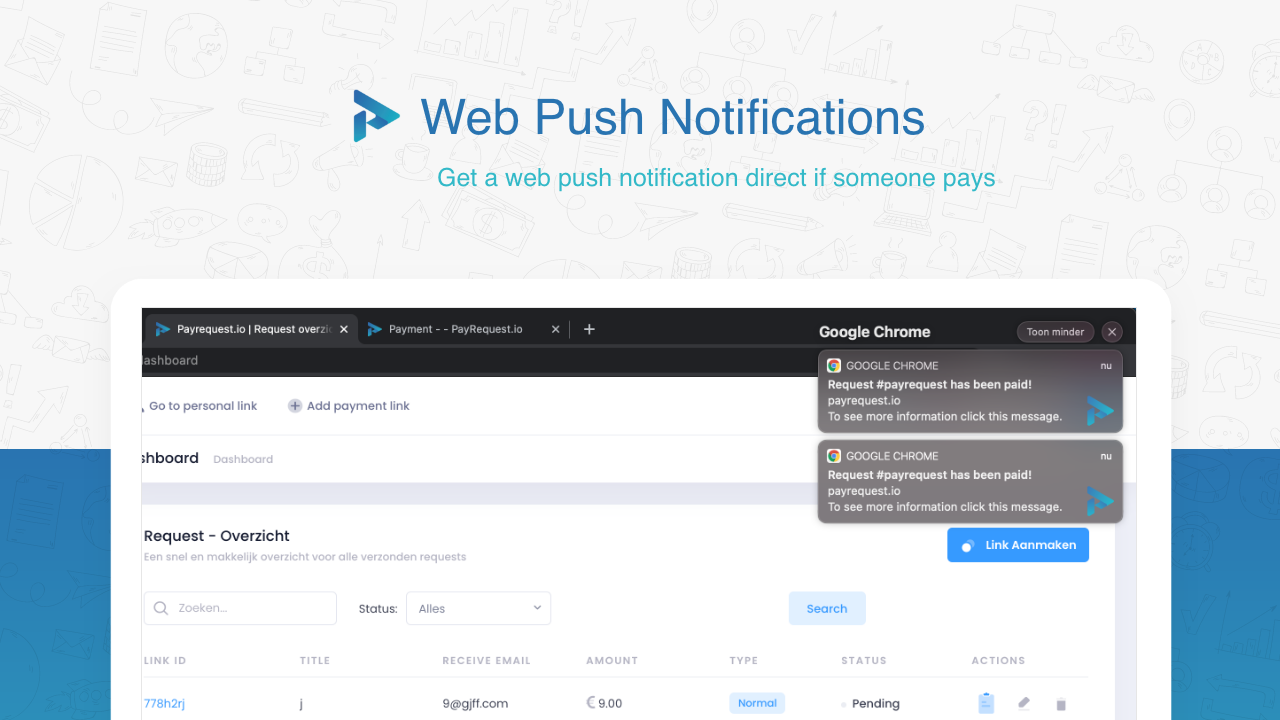 Web Push Notifications
Get a web push notification direct if someone pays
Payrequest.io | Request overzi
Payment - - PayRequest.io
Google Chrome
Toon minder
dashboard
GOOGLE CHROME
nu
Request #payrequest has been paid!
payrequest.io
To see more information click this message.
Go to personal link
Add payment link
shboard
Dashboard
GOOGLE CHROME
nu
Request #payrequest has been paid!
payrequest.io
To see more information click this message.
Request - Overzicht
Een snel en makkelijk overzicht voor alle verzonden requests
Link Aanmaken
Zoeken...
Status:
Alles
Search
LINK ID
TITLE
RECEIVE EMAIL
AMOUNT
TYPE
STATUS
ACTIONS
778h2rj
j
9@gjff.com
€ 9.00
Normal
Pending